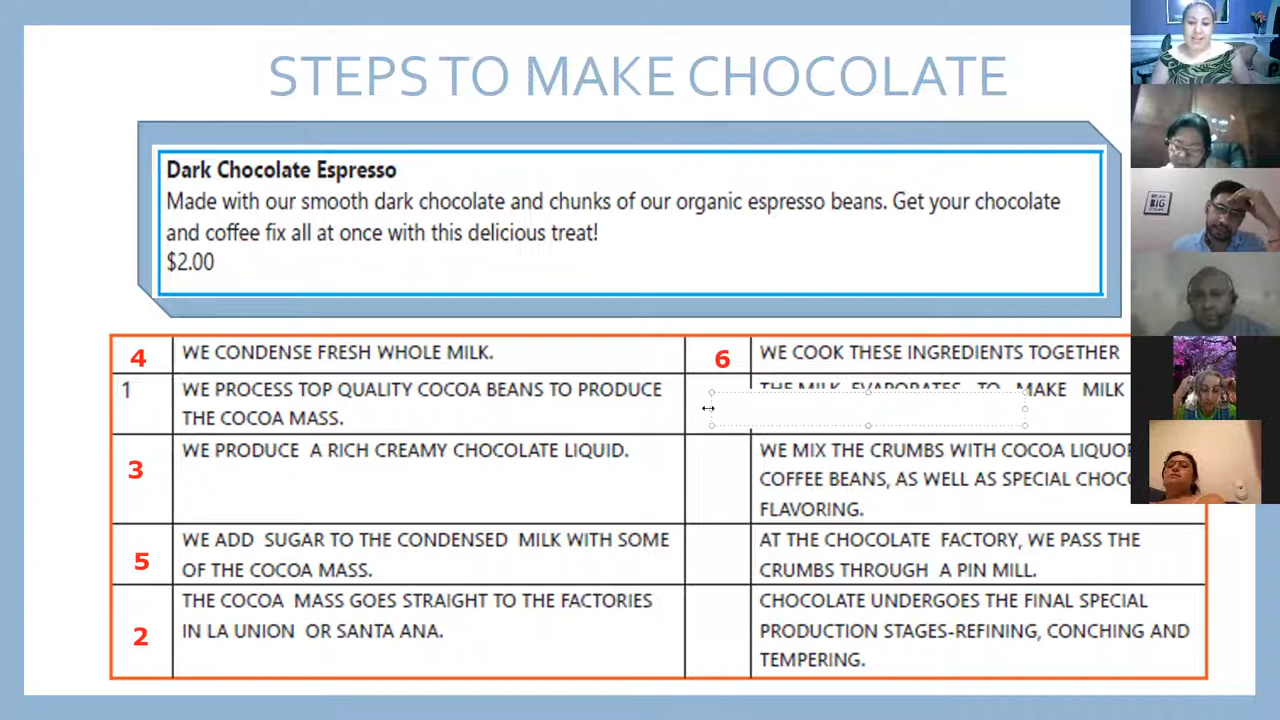 STEPS TO MAKE CHOCOLATE
Dark Chocolate Espresso
Made with our smooth dark chocolate and chunks of our organic espresso beans. Get your chocolate
and coffee fix all at once with this delicious treat!
$2.00
4 WE CONDENSE FRESH WHOLE MILK.
1 WE PROCESS TOP QUALITY COCOA BEANS TO PRODUCE
THE COCOA MASS.
3 WE PRODUCE A RICH CREAMY CHOCOLATE LIQUID.
5 WE ADD SUGAR TO THE CONDENSED MILK WITH SOME
OF THE COCOA MASS.
2 THE COCOA MASS GOES STRAIGHT TO THE FACTORIES
IN LA UNION OR SANTA ANA.
6 WE COOK THESE INGREDIENTS TOGETHER
THE MILK EVAPORATES TO MAKE MILK
WE MIX THE CRUMBS WITH COCOA
COFFEE BEANS, AS WELL AS SPECIAL
FLAVORING.
AT THE CHOCOLATE FACTORY, WE PASS THE
CRUMBS THROUGH A PIN MILL.
CHOCOLATE UNDERGOES THE FINAL SPECIAL
PRODUCTION STAGES-REFINING, CONCHING AND
TEMPERING.